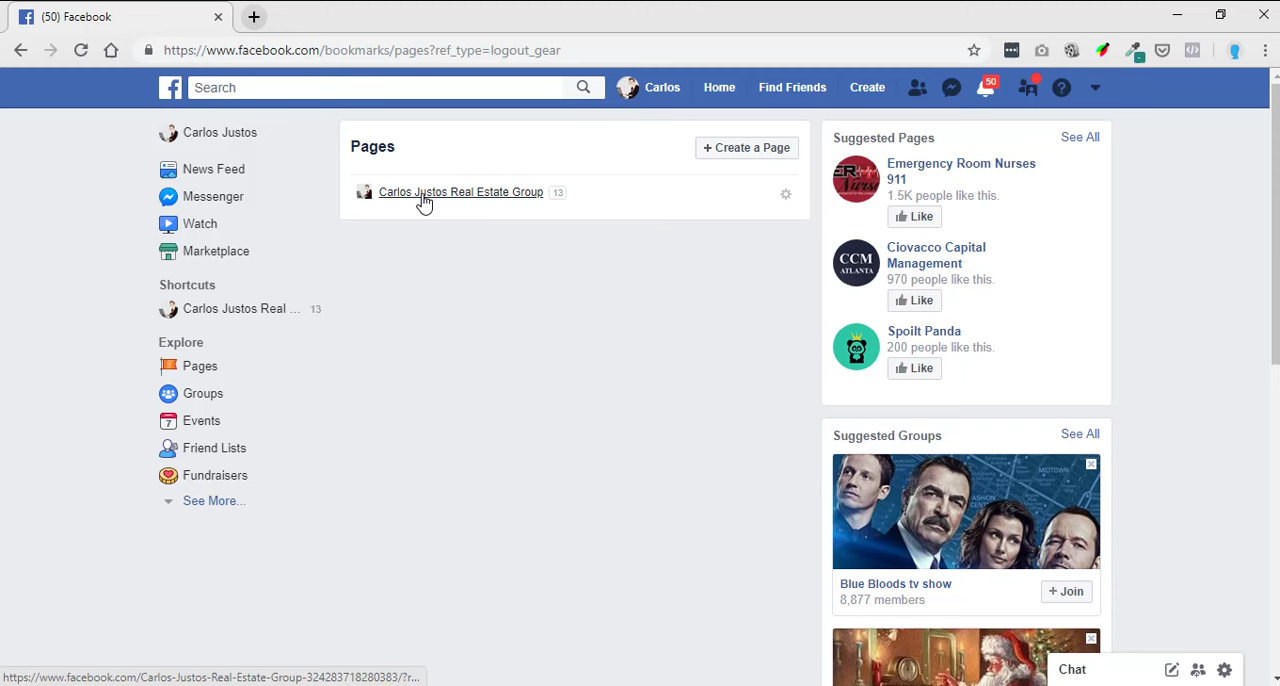 (50) Facebook
https://www.facebook.com/bookmarks/pages?ref_type=logout_gear
Search
Carlos
Home
Find Friends
Create
50
Carlos Justos
News Feed
Messenger
Watch
Marketplace
Shortcuts
Carlos Justos Real ... 13
Explore
Pages
Groups
7
Events
Friend Lists
Fundraisers
See More...
Pages
+ Create a Page
Carlos Justos Real Estate Group 13
Suggested Pages
See All
Emergency Room Nurses
911
1.5K people like this.
Like
CCM
ATLANTA
Ciovacco Capital
Management
970 people like this.
Like
Spoilt Panda
200 people like this.
Like
Suggested Groups
See All
MIDTOWN
Blue Bloods tv show
8,877 members
+ Join
Chat
https://www.facebook.com/Carlos-Justos-Real-Estate-Group-324283718280383/?r...